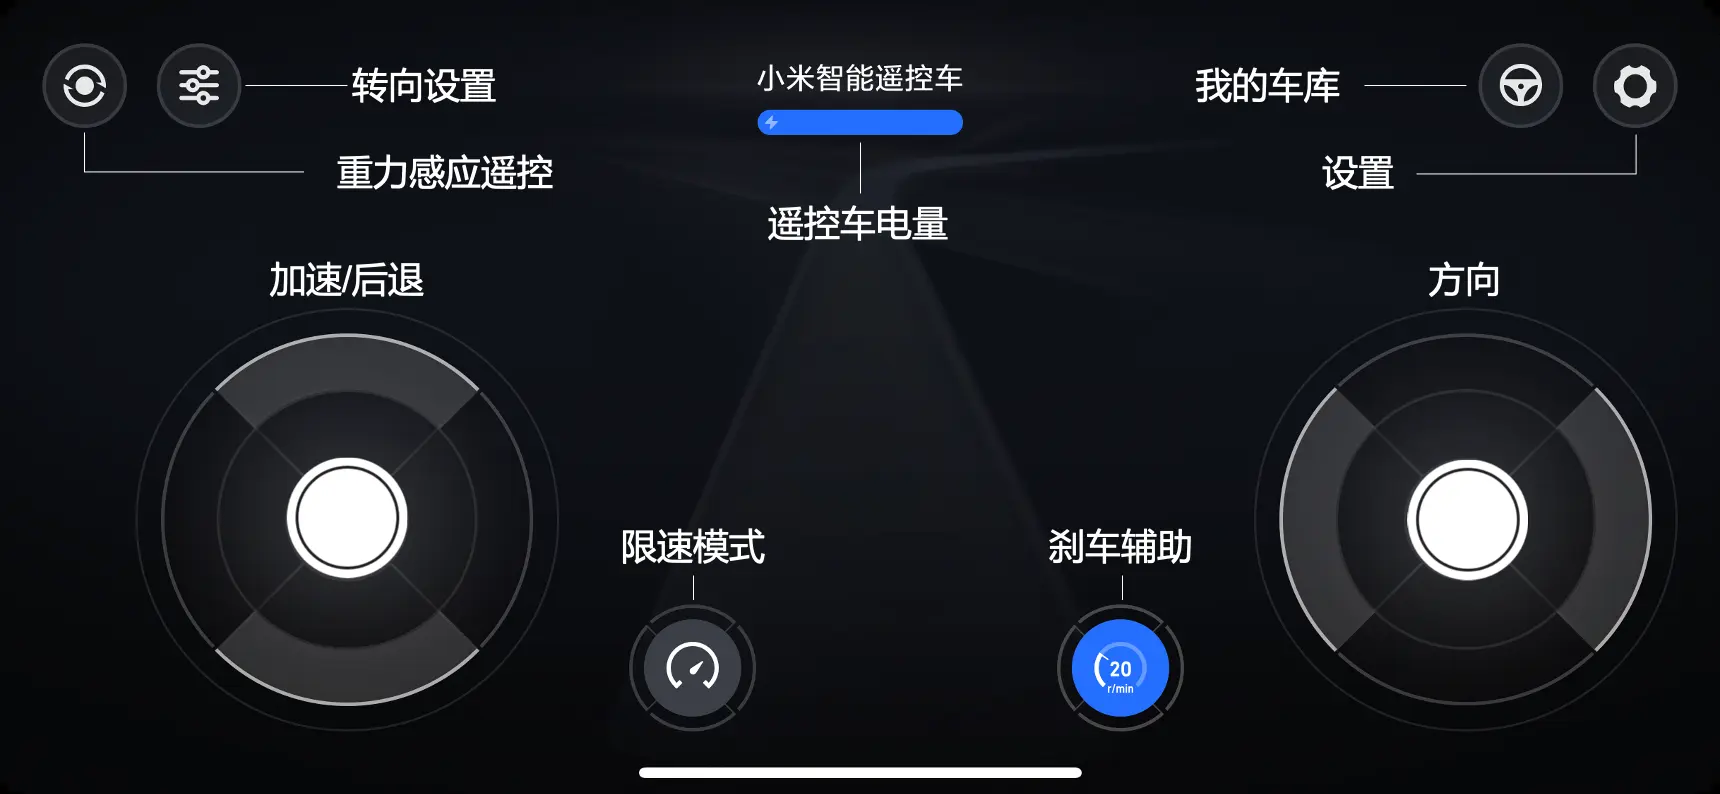 转向设置
小米智能遥控车
我的车库
重力感应遥控
设置
遥控车电量
加速/后退
方向
限速模式
刹车辅助
20
r/min